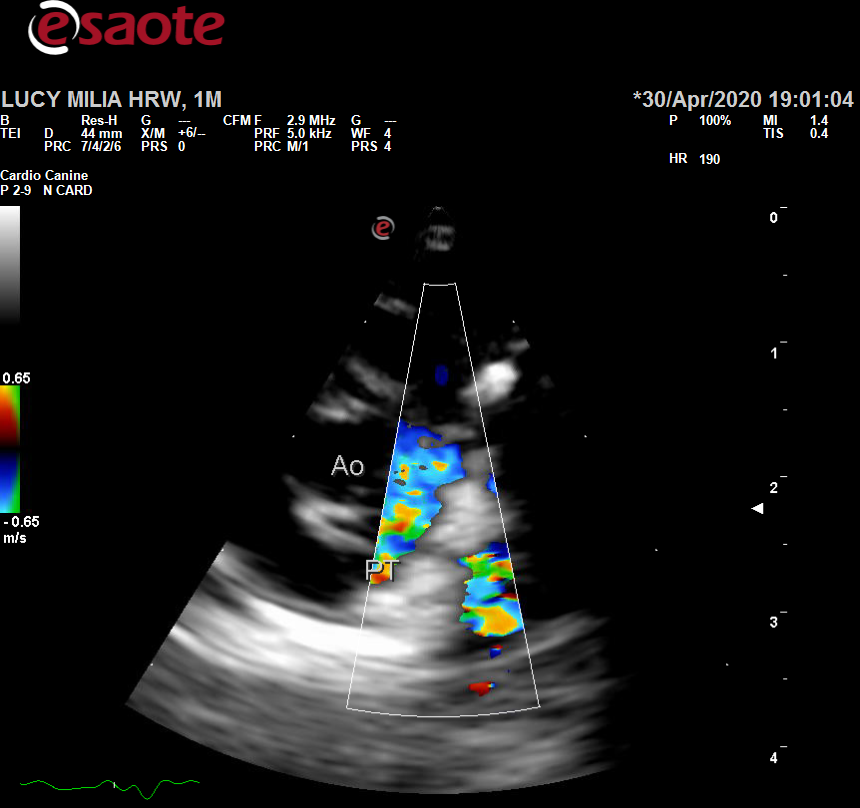 esaote
LUCY MILIA HRW, 1M *30/Apr/2020 19:01:04
B Res-H G --- CFM F 2.9 MHz G --- P 100% MI 1.4
TEI D 44 mm X/M +6/-- PRF 5.0 kHz WF 4 TIS 0.4
PRC 7/4/2/6 PRS 0 PRC M/1 PRS 4
HR 190
Cardio Canine
P 2-9 N CARD
e
0
1
0.65
Ao
2
- 0.65
m/s
PT
3
4